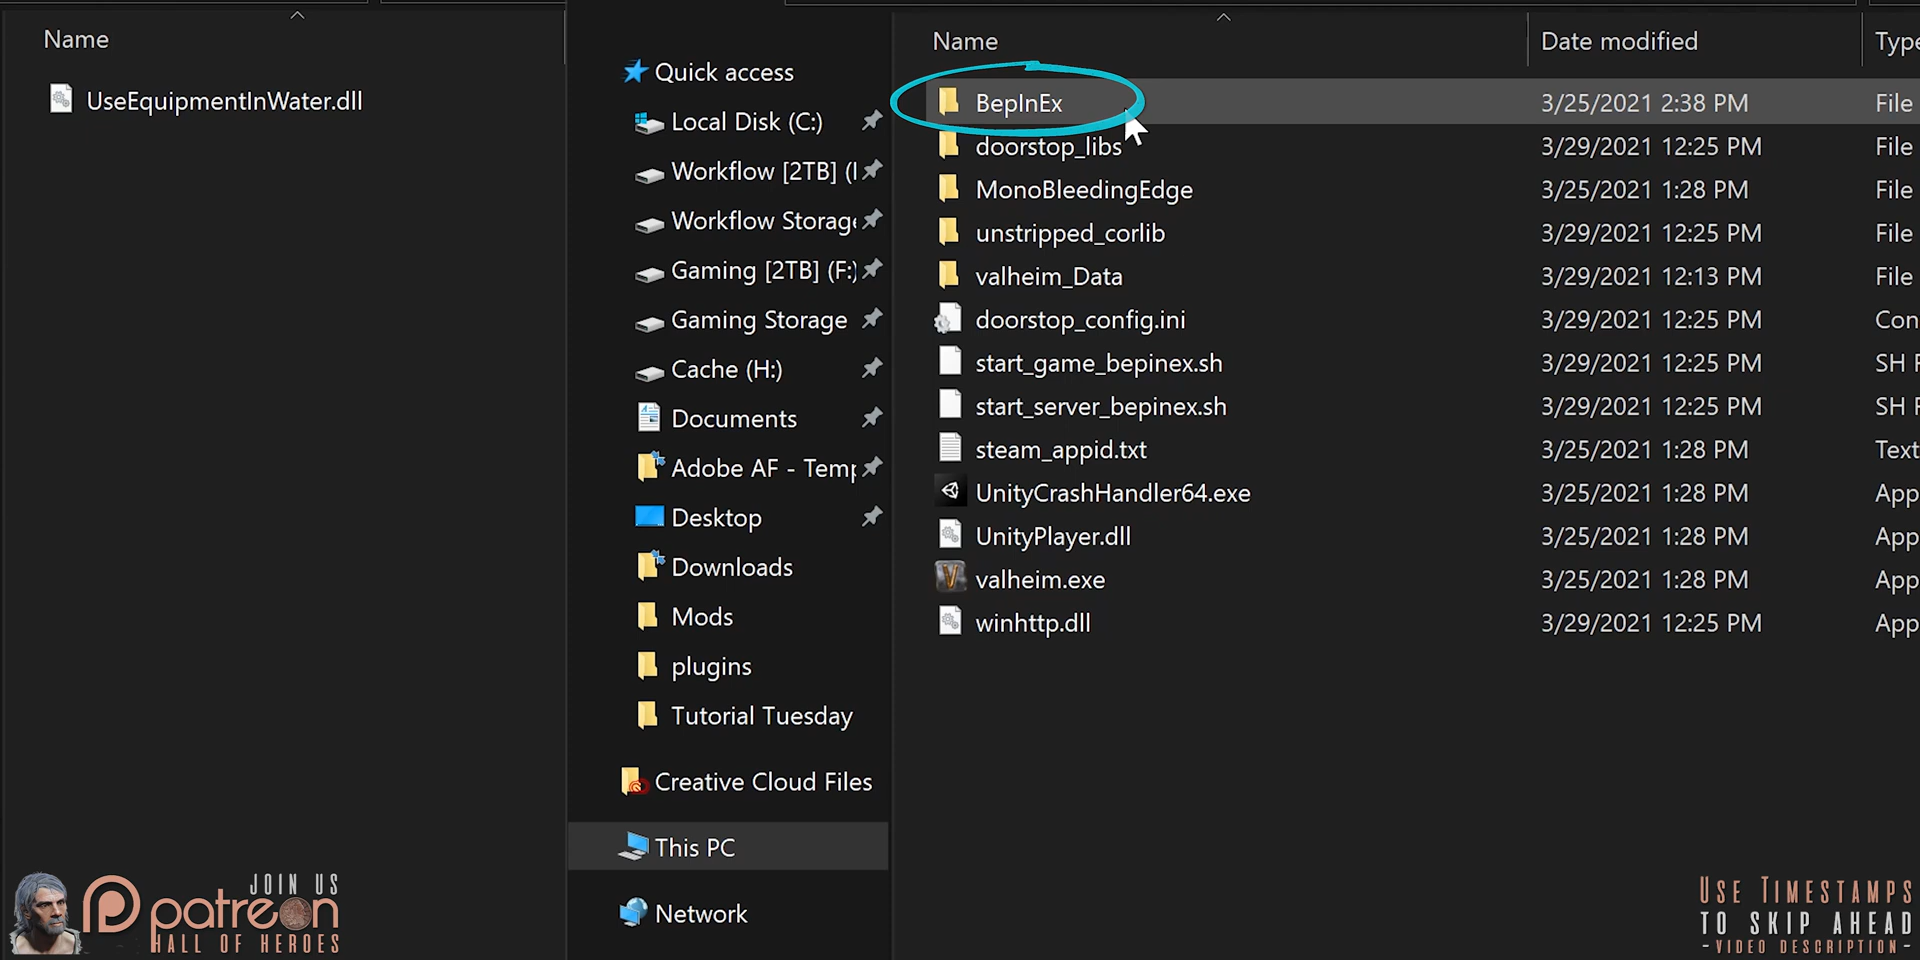 Name
UseEquipmentInWater.dll
Quick access
Local Disk (C:)
Workflow [2TB] (
Workflow Storage
Gaming [2TB] (F:)
Gaming Storage
Cache (H:)
Documents
Adobe AF - Temp
Desktop
Downloads
Mods
plugins
Tutorial Tuesday
Creative Cloud Files
This PC
Network
Name Date modified Type
BepInEx 3/25/2021 2:38 PM File
doorstop_libs 3/29/2021 12:25 PM File
MonoBleedingEdge 3/25/2021 1:28 PM File
unstripped_corlib 3/29/2021 12:25 PM File
valheim_Data 3/29/2021 12:13 PM File
doorstop_config.ini 3/29/2021 12:25 PM Con
start_game_bepinex.sh 3/29/2021 12:25 PM SH F
start_server_bepinex.sh 3/29/2021 12:25 PM SH F
steam_appid.txt 3/25/2021 1:28 PM Text
UnityCrashHandler64.exe 3/25/2021 1:28 PM App
UnityPlayer.dll 3/25/2021 1:28 PM App
valheim.exe 3/25/2021 1:28 PM App
winhttp.dll 3/29/2021 12:25 PM App
JOIN US
patreon
HALL OF HEROES
USE TIMESTAMPS
TO SKIP AHEAD
-VIDEO DESCRIPTION-